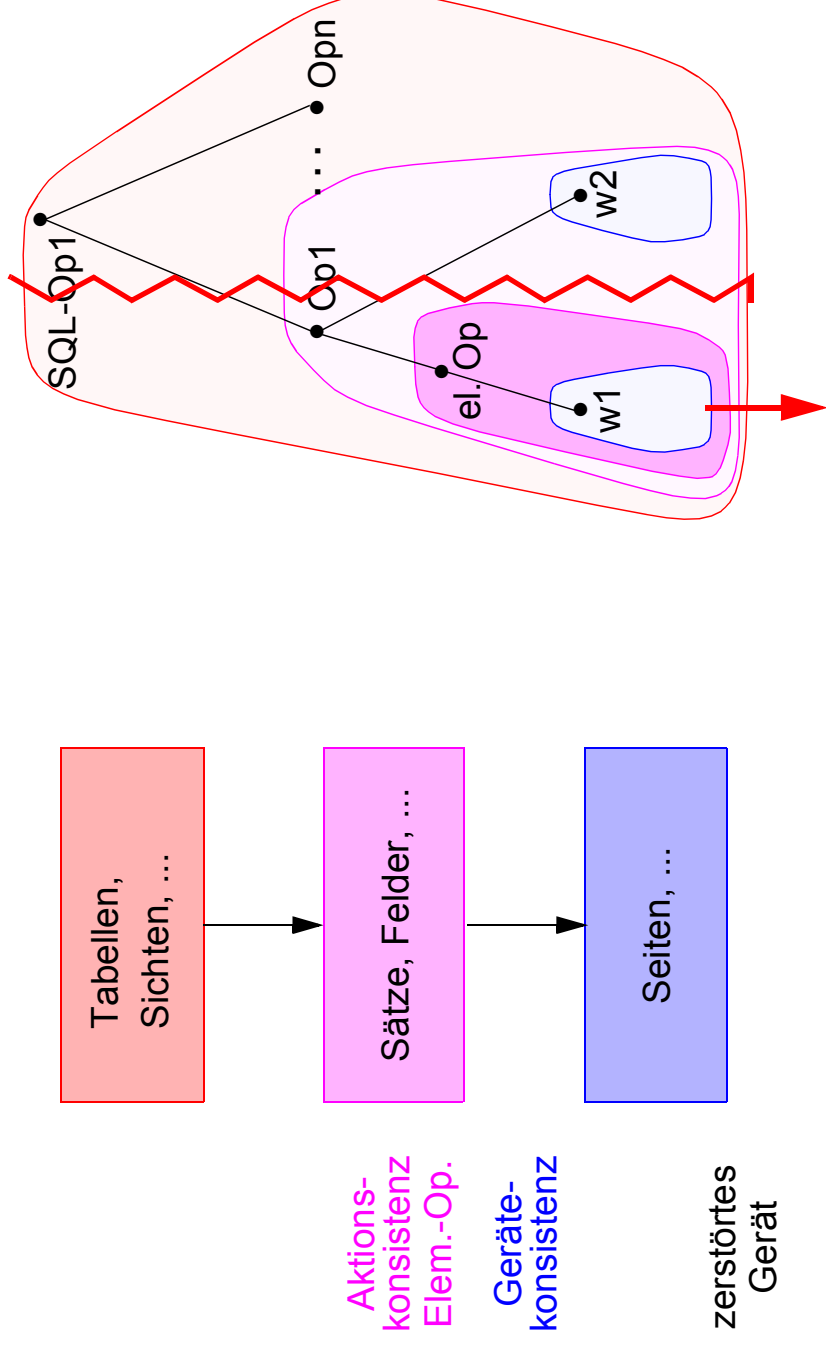 Aktions-
konsistenz
Elem.-Op.
Geräte-
konsistenz
zerstörtes
Gerät
Tabellen,
Sichten, ...
Sätze, Felder, ...
Seiten, ...
SQL-Op1
Op1
. . .
Opn
el. Op
w1
w2